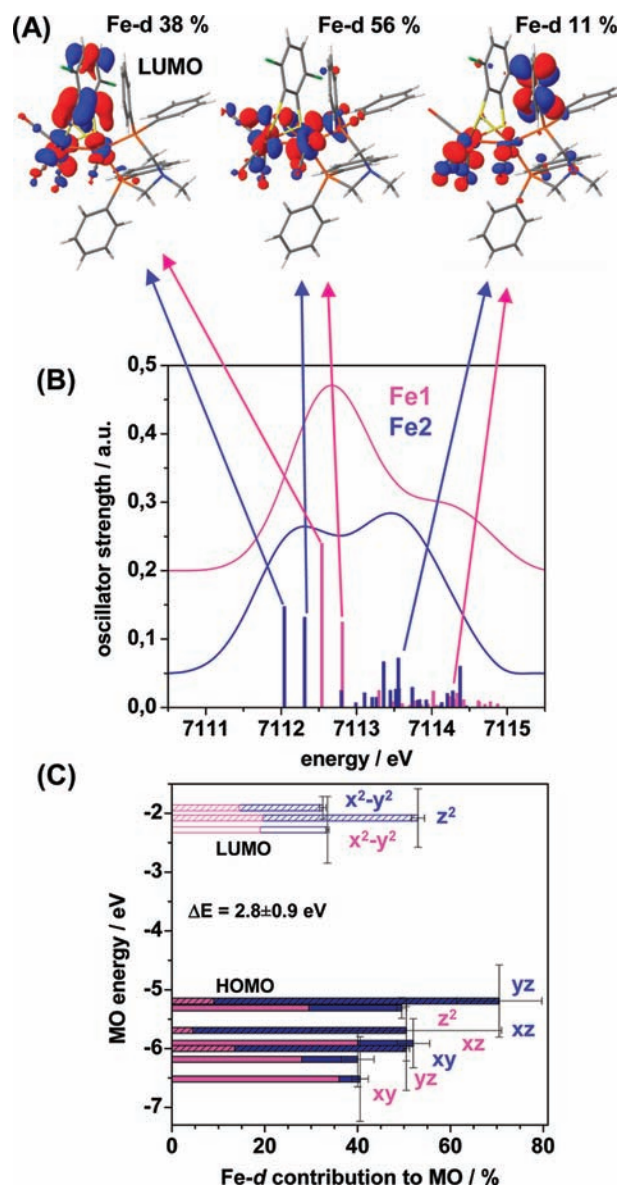 (A)
Fe-d 38 %
Fe-d 56 %
Fe-d 11 %
LUMO
(B)
0,5
0,4
0,3
0,2
0,1
0,0
oscillator strength / a.u.
Fe1
Fe2
7111 7112 7113 7114 7115
energy / eV
(C)
-2
-3
-4
-5
-6
-7
MO energy / eV
x²-y²
z²
x²-y²
LUMO
ΔE = 2.8±0.9 eV
HOMO
yz
z²
xz
xz
xy
yz
xy
0 20 40 60 80
Fe-d contribution to MO / %